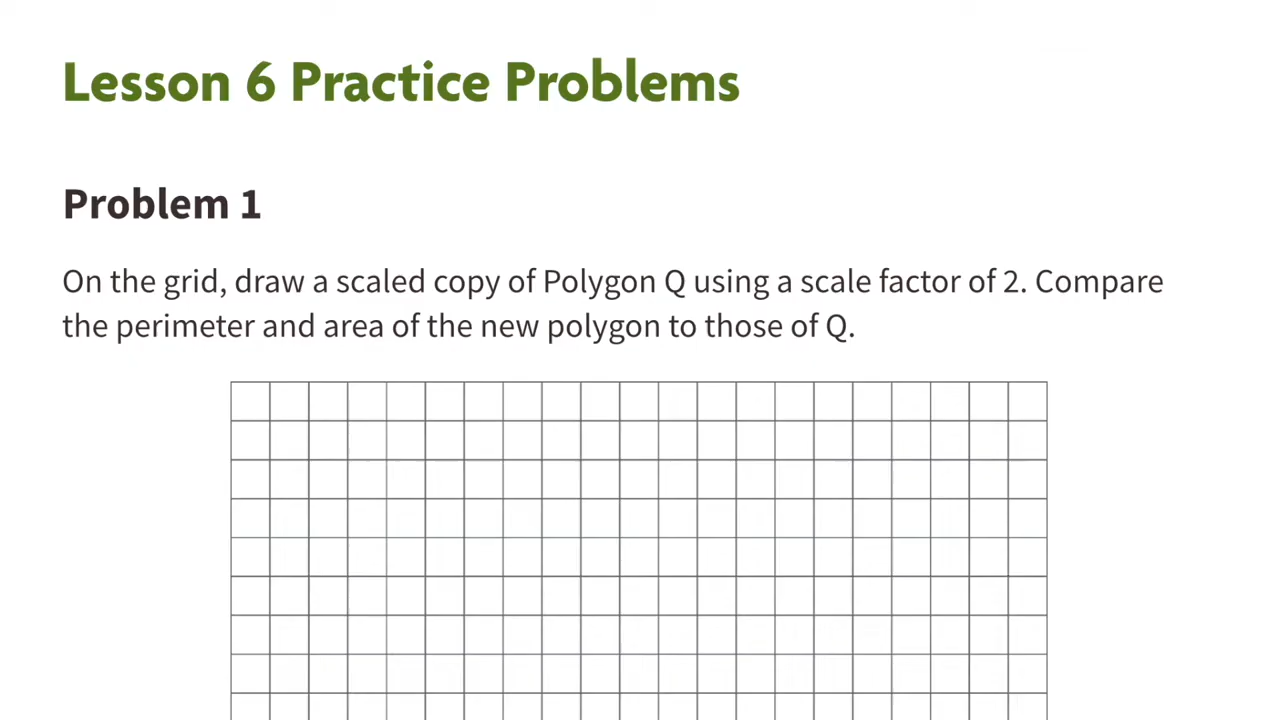 Lesson 6 Practice Problems
Problem 1
On the grid, draw a scaled copy of Polygon Q using a scale factor of 2. Compare
the perimeter and area of the new polygon to those of Q.